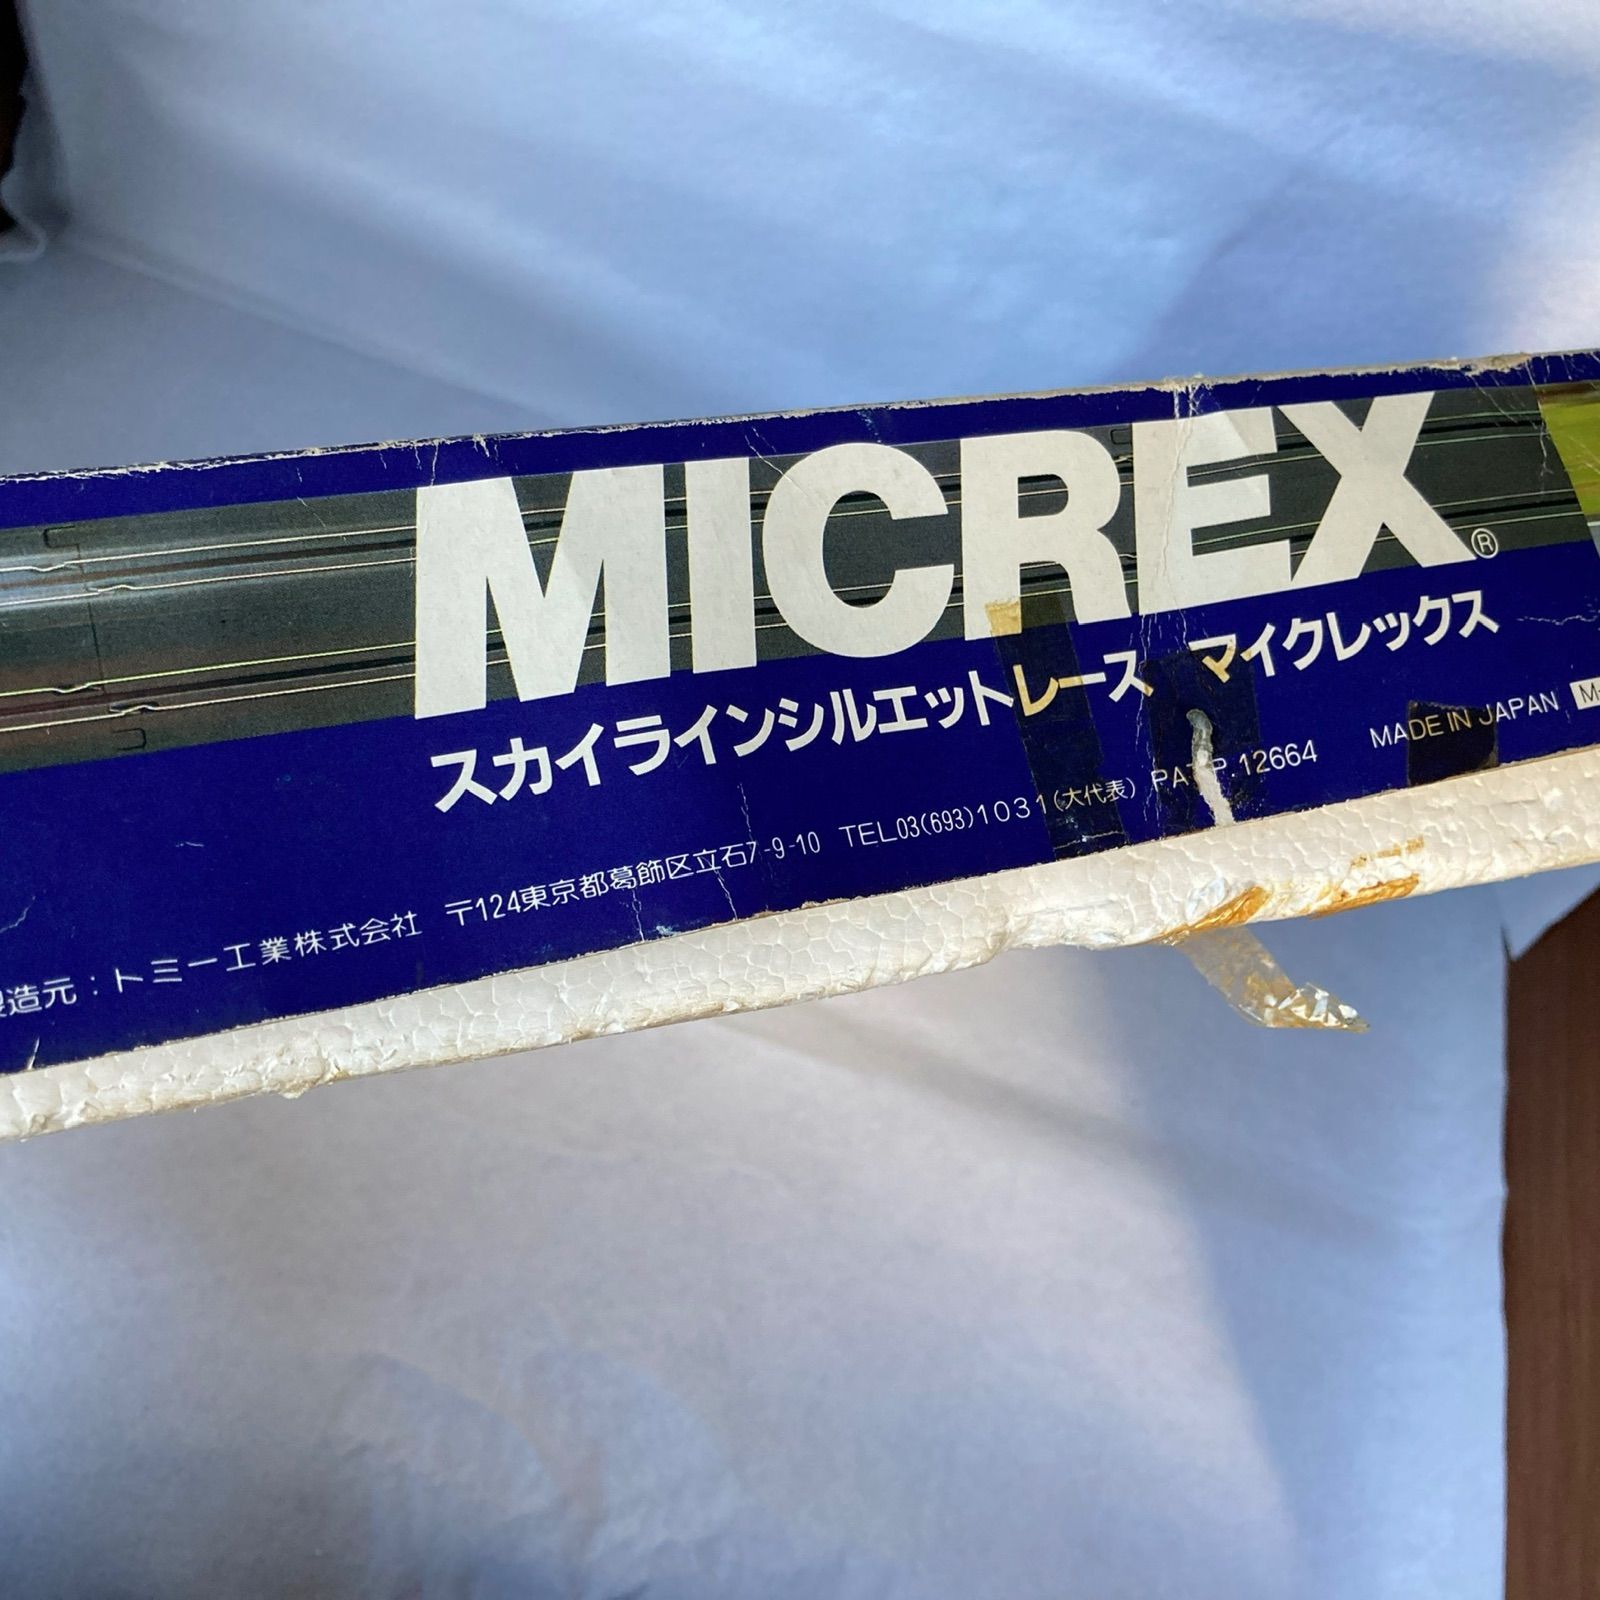 MICREX®
スカイラインシルエットレース マイクレックス
造元：トミー工業株式会社 〒124東京都葛飾区立石7-9-10 TEL03(693)1031(大代表) PAT.P.12664 MADE IN JAPAN